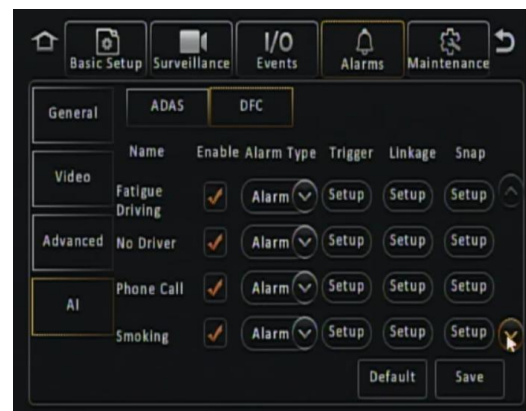 Basic Setup
Surveillance
I/O
Events
Alarms
Maintenance
General
Video
Advanced
AI
ADAS
DFC
Name Enable Alarm Type Trigger Linkage Snap
Fatigue
Driving
Alarm Setup Setup Setup
No Driver Alarm Setup Setup Setup
Phone Call Alarm Setup Setup Setup
Smoking Alarm Setup Setup Setup
Default Save